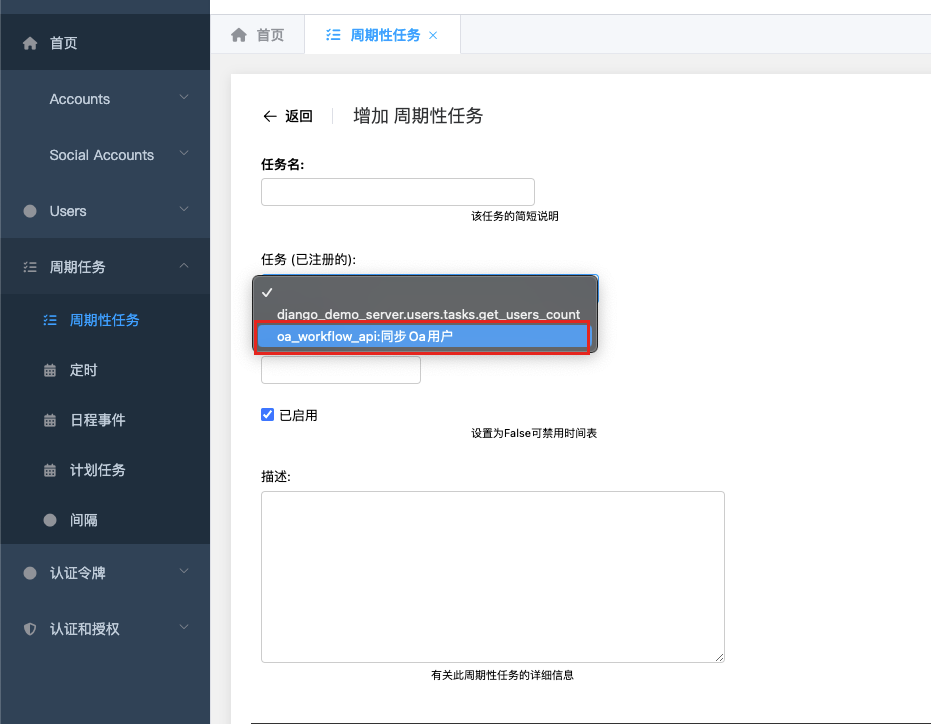 首页
Accounts
Social Accounts
Users
周期任务
周期性任务
定时
日程事件
计划任务
间隔
认证令牌
认证和授权
首页
周期性任务
返回
增加 周期性任务
任务名:
该任务的简短说明
任务 (已注册的):
django_demo_server.users.tasks.get_users_count
oa_workflow_api:同步Oa用户
已启用
设置为False可禁用时间表
描述:
有关此周期性任务的详细信息